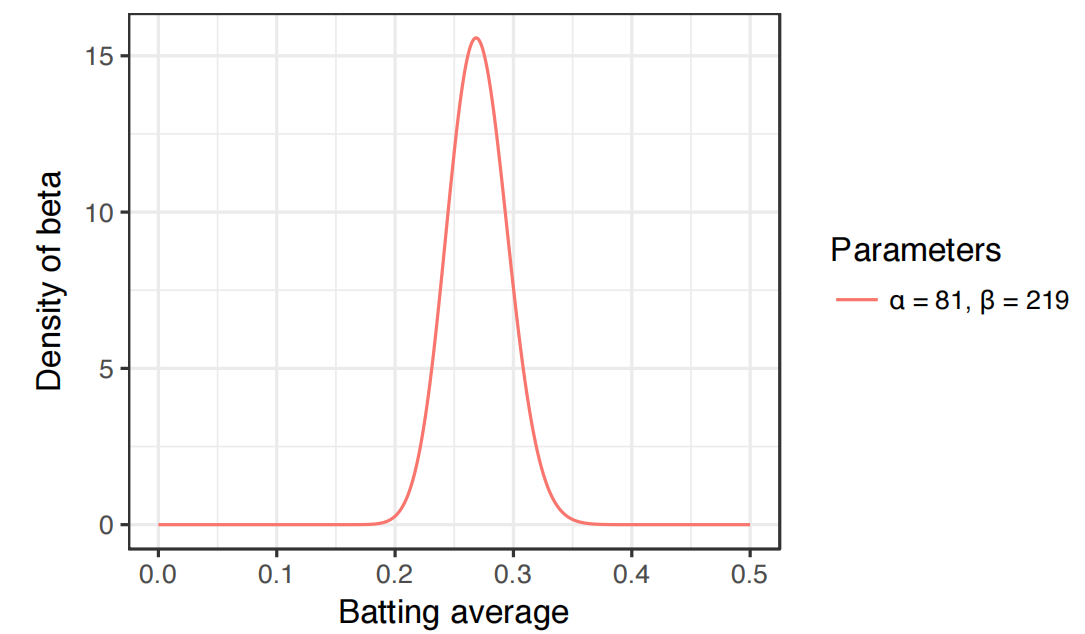 15
10
5
0
Density of beta
0.0 0.1 0.2 0.3 0.4 0.5
Batting average
Parameters
α = 81, β = 219